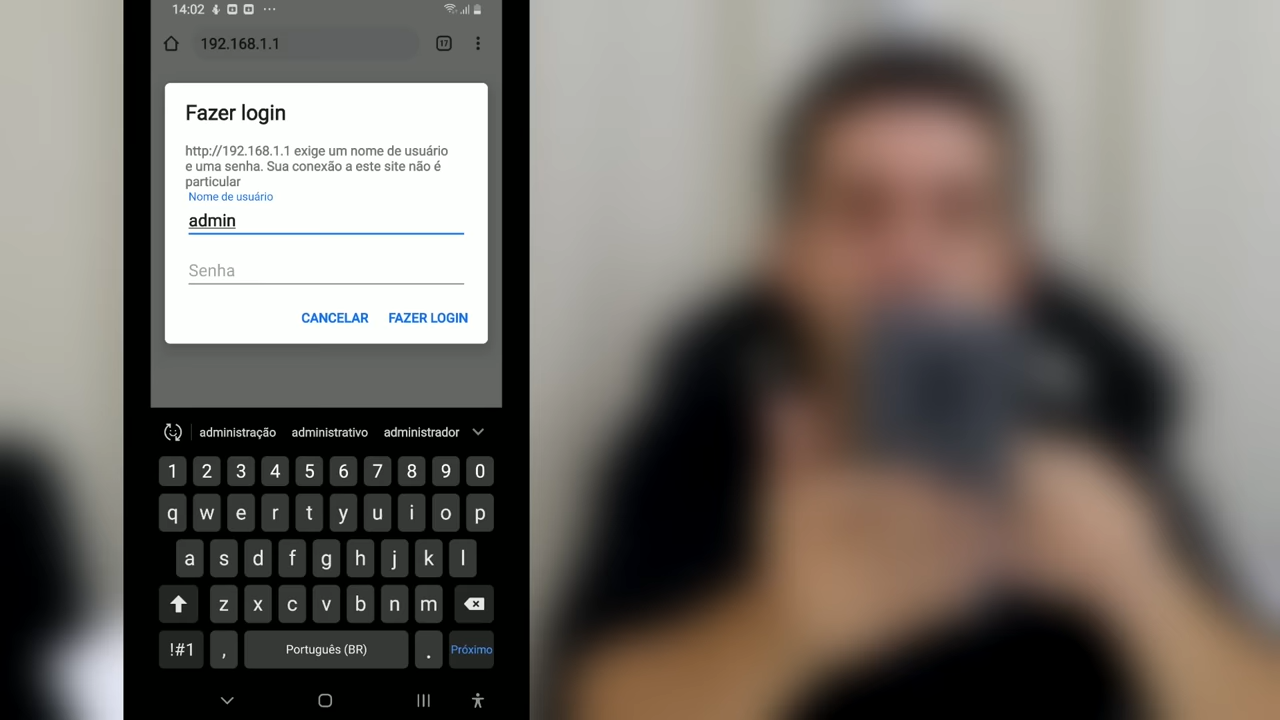 14:02
192.168.1.1
17
Fazer login
http://192.168.1.1 exige um nome de usuário
e uma senha. Sua conexão a este site não é
particular
Nome de usuário
admin
Senha
CANCELAR FAZER LOGIN
administração administrativo administrador
1 2 3 4 5 6 7 8 9 0
q w e r t y u i o p
a s d f g h j k l
z x c v b n m
!#1 , Português (BR) . Próximo